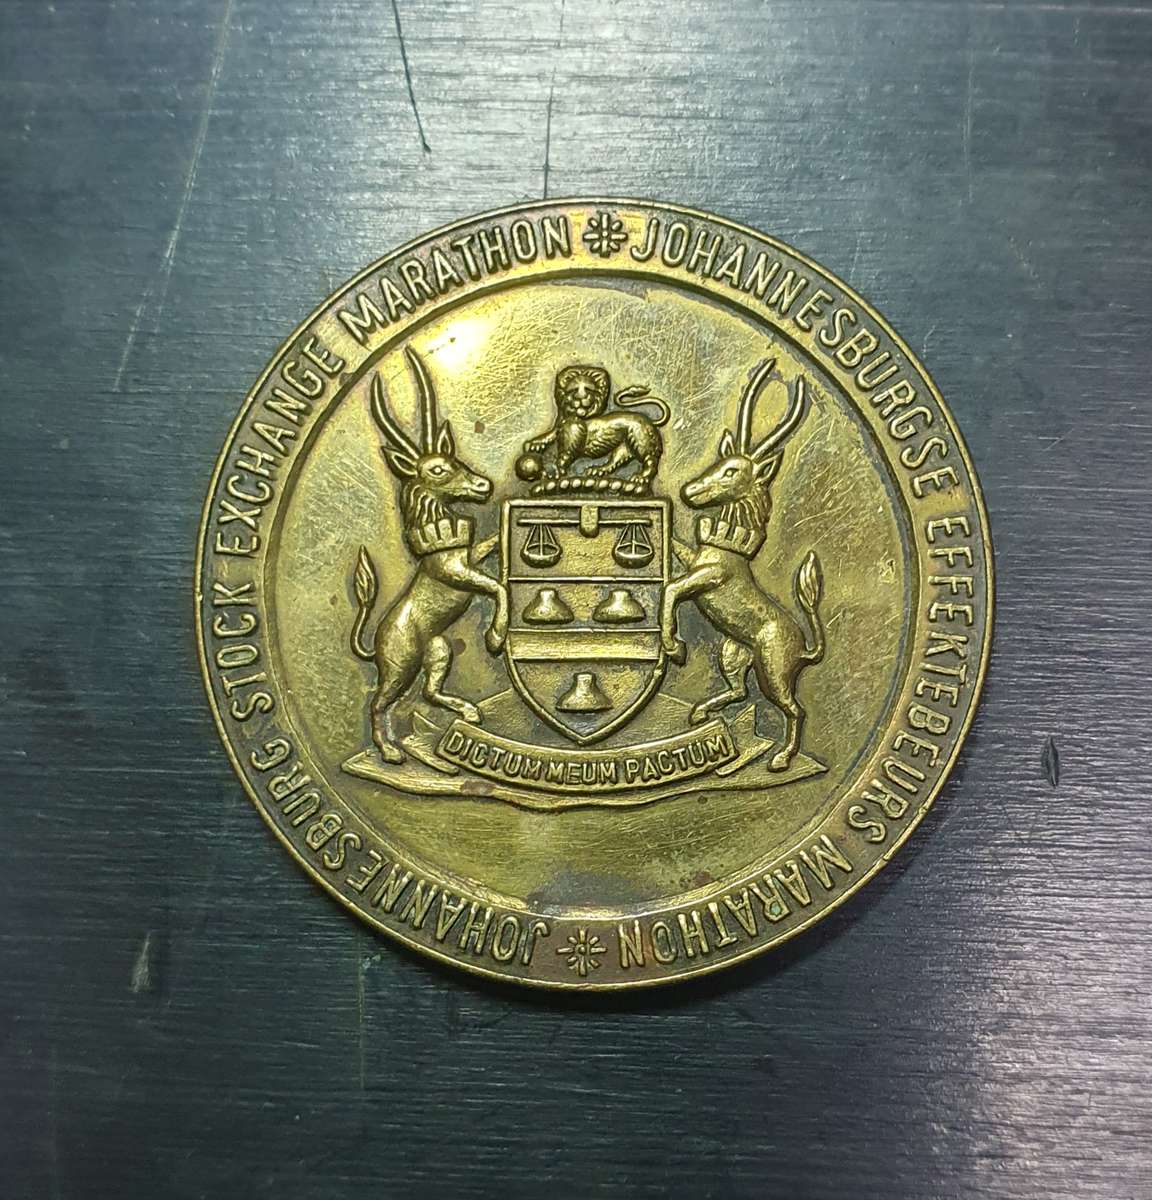 JOHANNESBURG STOCK EXCHANGE MARATHON
JOHANNESBURGSE EFFEKTEBEURS MARATHON
DICTUM MEUM PACTUM